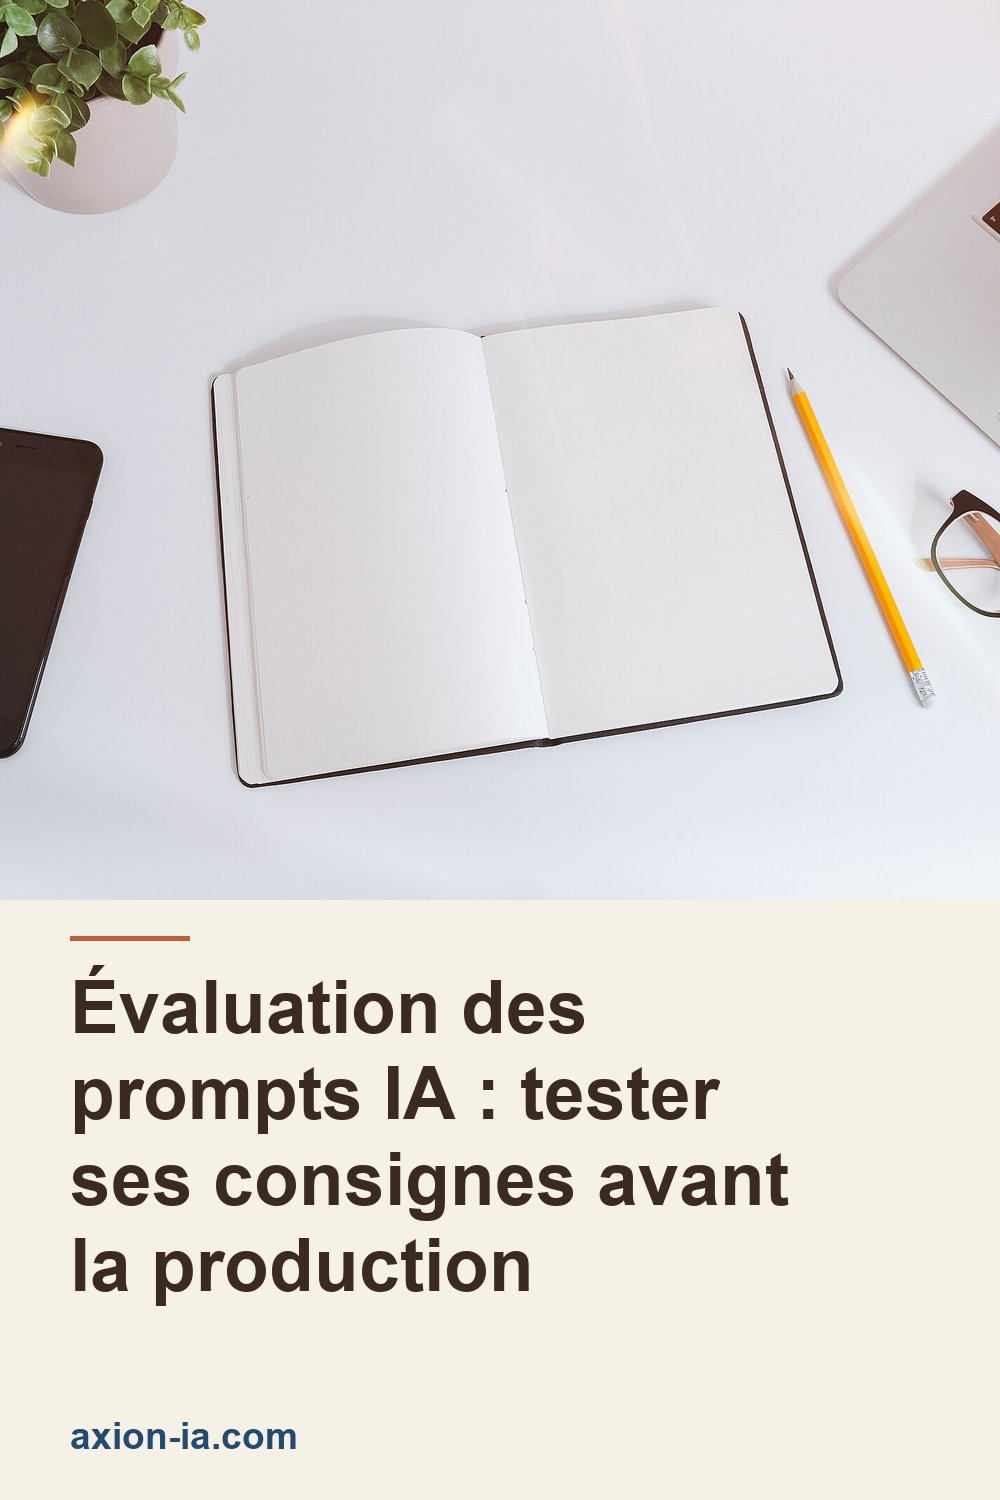 Évaluation des
prompts IA : tester
ses consignes avant
la production
axion-ia.com